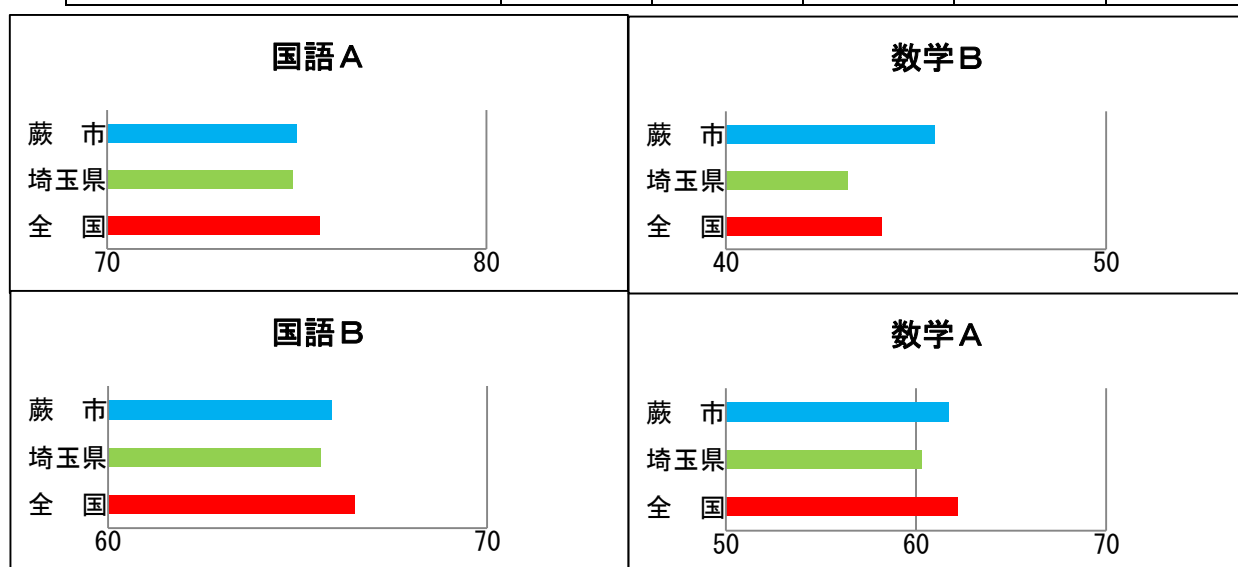 国語Ａ
蕨　市
埼玉県
全　国
70
80
数学Ｂ
蕨　市
埼玉県
全　国
40
50
国語Ｂ
蕨　市
埼玉県
全　国
60
70
数学Ａ
蕨　市
埼玉県
全　国
50
60
70